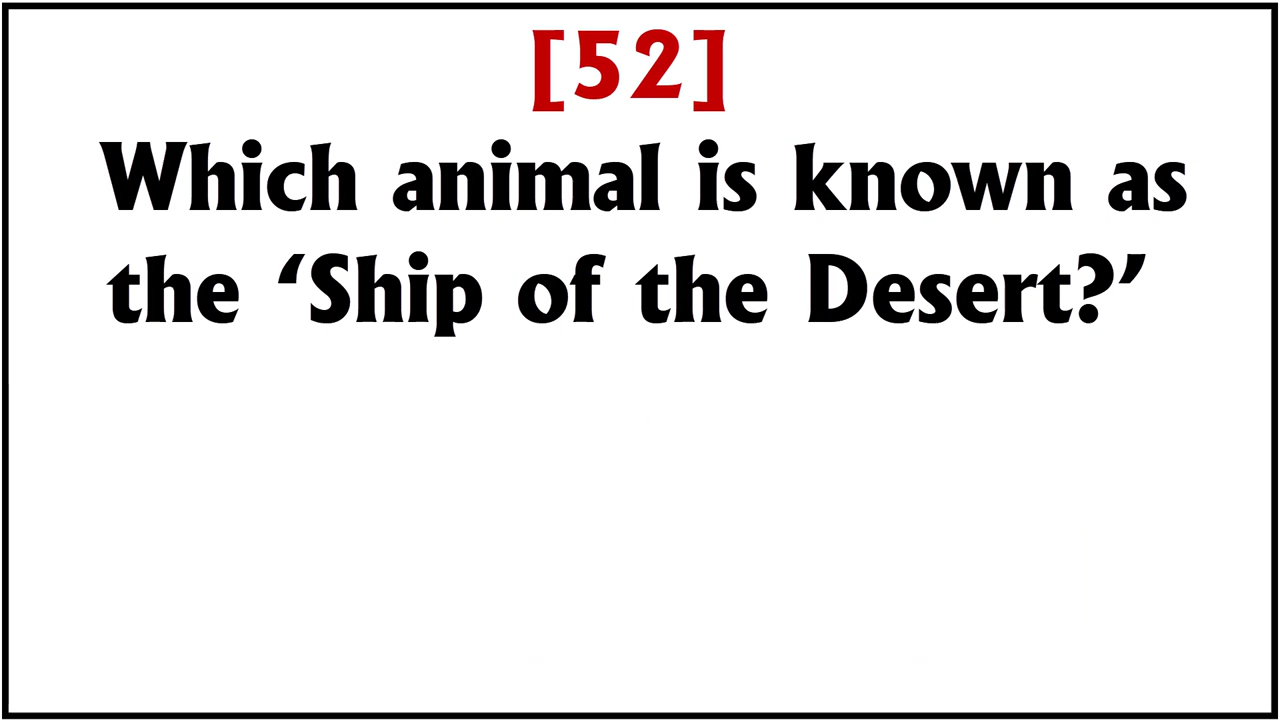 [52]
Which animal is known as
the ‘Ship of the Desert?’